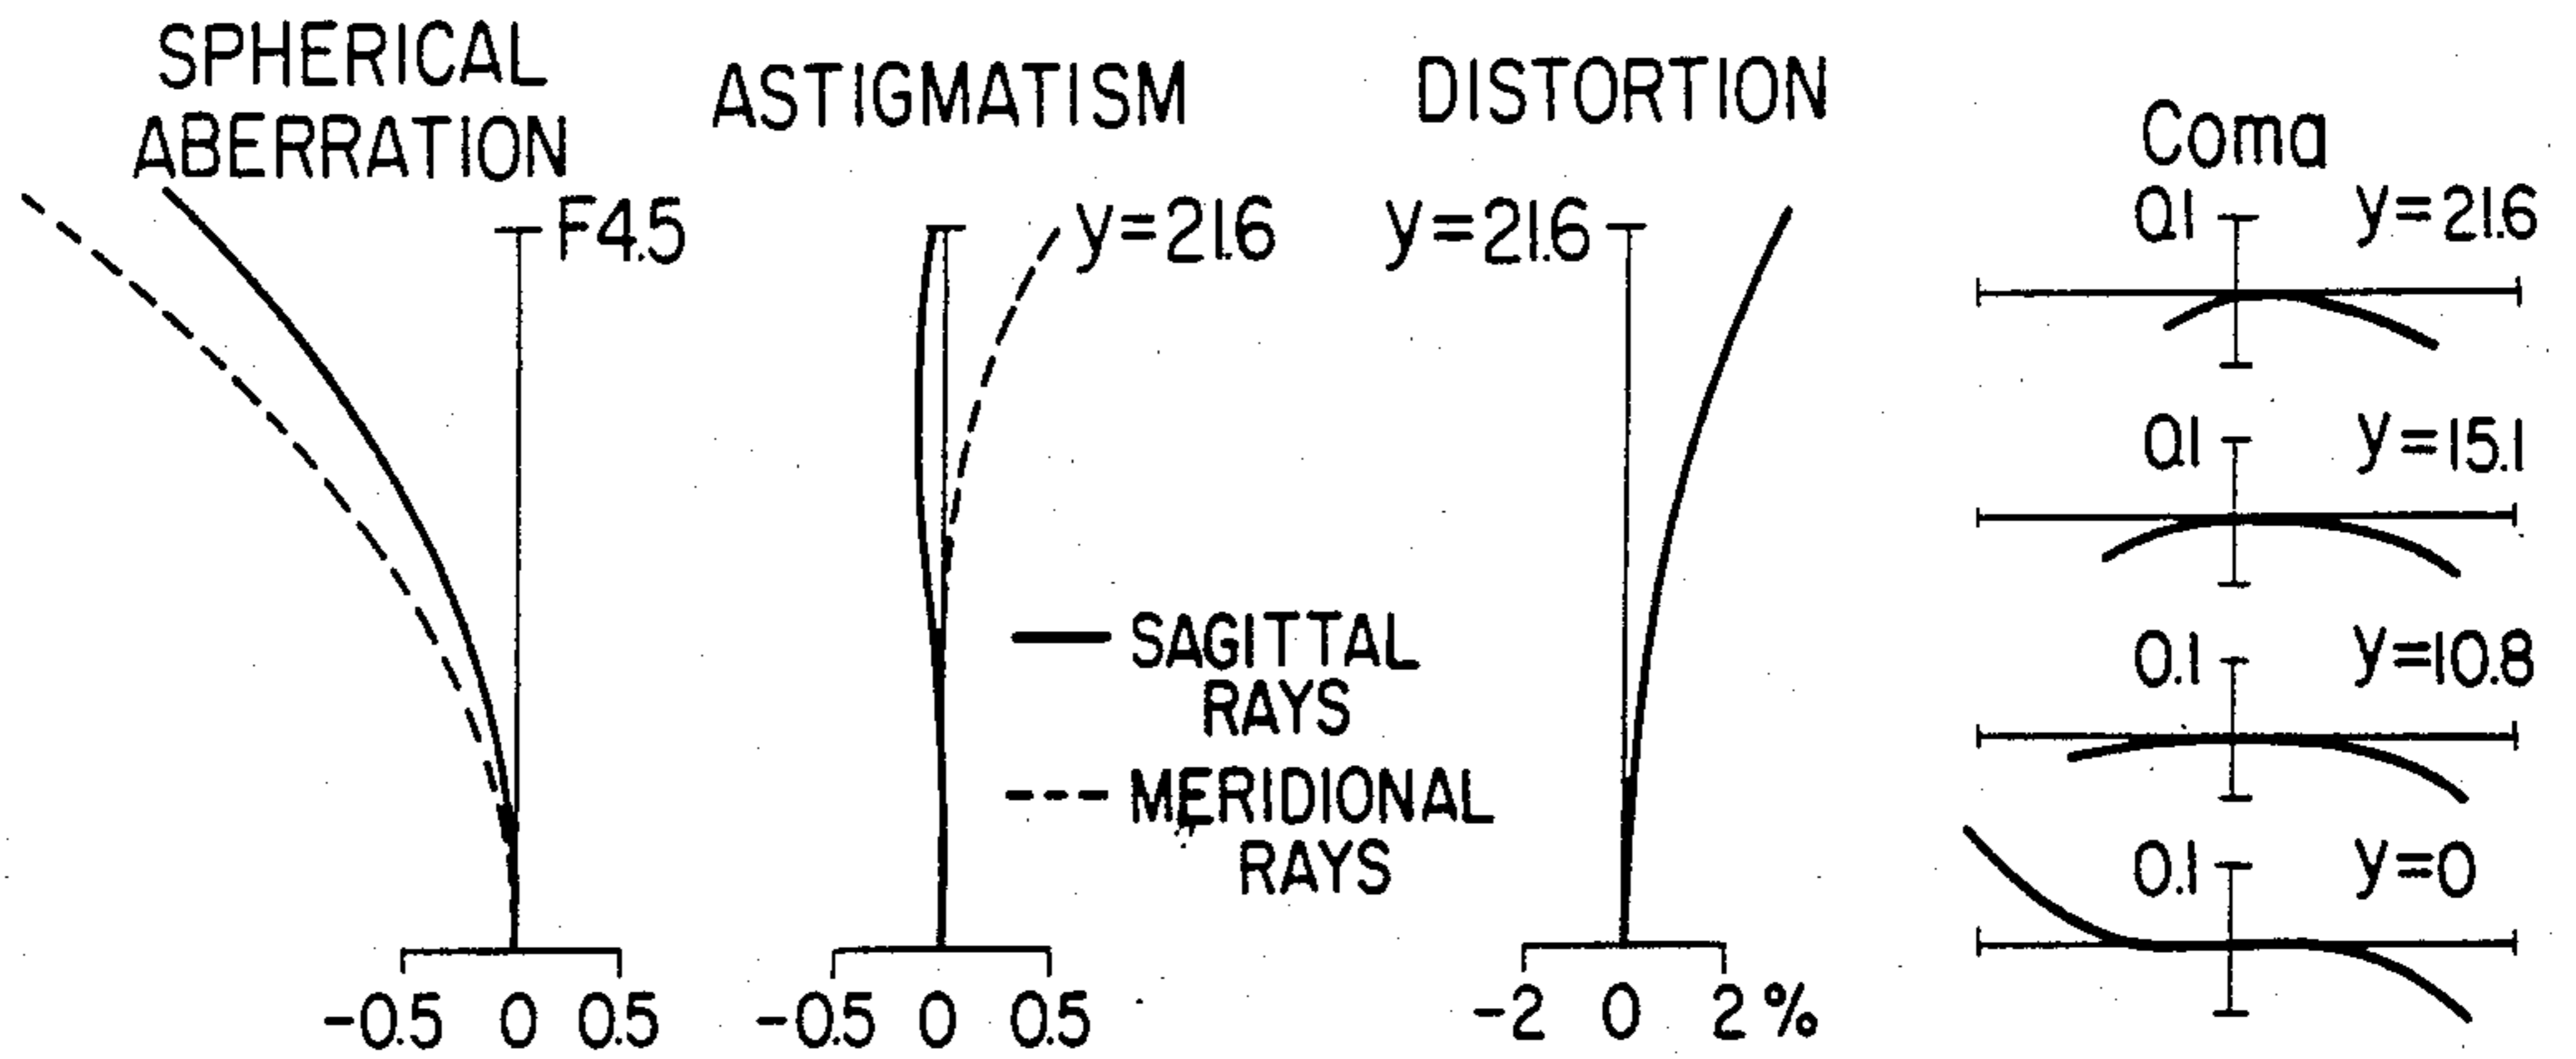 SPHERICAL
ABERRATION
F4.5
-0.5 0 0.5
ASTIGMATISM
y=21.6
SAGITTAL
RAYS
MERIDIONAL
RAYS
-0.5 0 0.5
DISTORTION
y=21.6
-2 0 2%
Coma
0.1 y=21.6
0.1 y=15.1
0.1 y=10.8
0.1 y=0